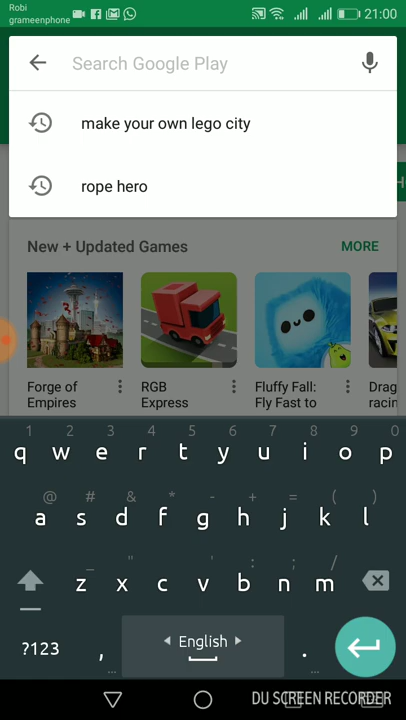 Robi
grameenphone
21:00
Search Google Play
make your own lego city
rope hero
New + Updated Games
MORE
Forge of
Empires
RGB
Express
Fluffy Fall:
Fly Fast to
Drag
racin
1 2 3 4 5 6 7 8 9 0
q w e r t y u i o p
@ # & * - + = ( )
a s d f g h j k l
_ " ' : ; /
z x c v b n m
?123 , English .
DU SCREEN RECORDER